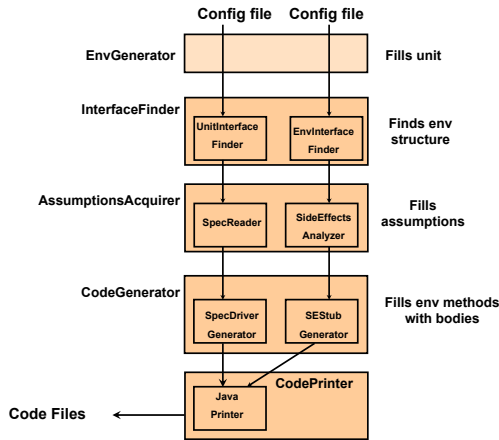 Config file Config file
EnvGenerator Fills unit
InterfaceFinder
UnitInterface
Finder
EnvInterface
Finder
Finds env
structure
AssumptionsAcquirer
SpecReader
SideEffects
Analyzer
Fills
assumptions
CodeGenerator
SpecDriver
Generator
SEStub
Generator
Fills env methods
with bodies
CodePrinter
Java
Printer
Code Files